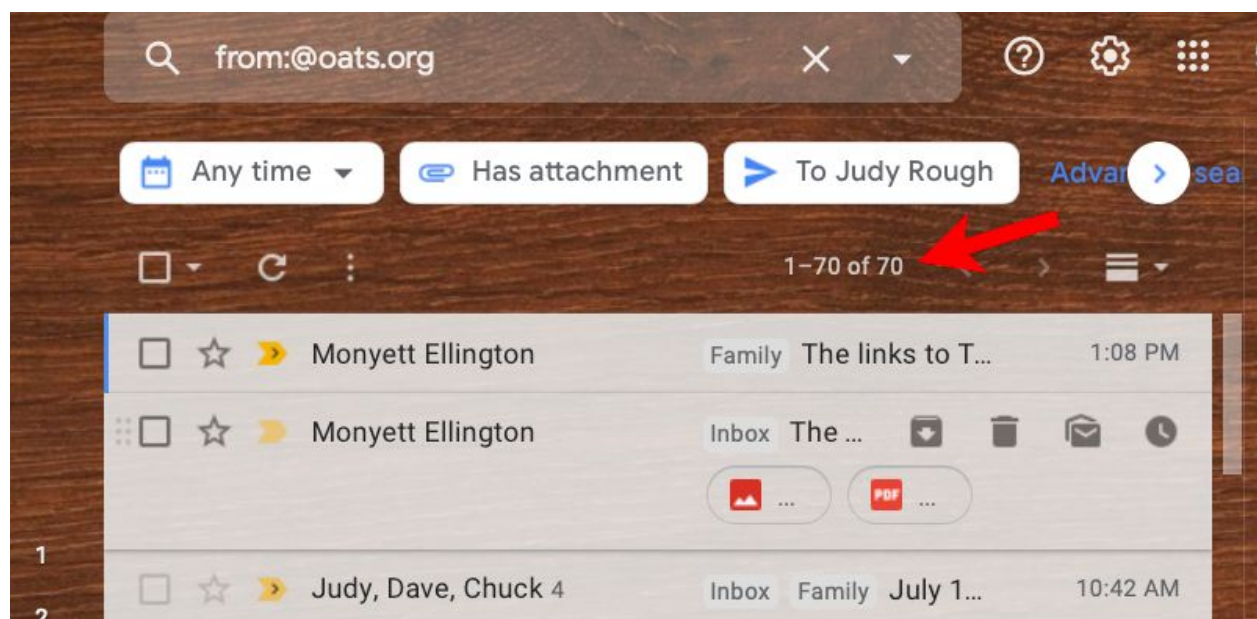 from:@oats.org
Any time Has attachment To Judy Rough Advan sea
1–70 of 70
Monyett Ellington Family The links to T... 1:08 PM
Monyett Ellington Inbox The ...
... PDF ...
1
Judy, Dave, Chuck 4 Inbox Family July 1... 10:42 AM
2